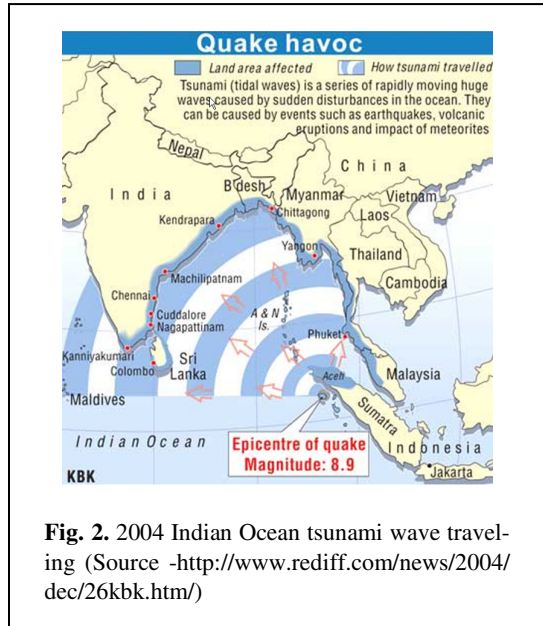 Quake havoc
Land area affected
How tsunami travelled
Tsunami (tidal waves) is a series of rapidly moving huge
waves caused by sudden disturbances in the ocean. They
can be caused by events such as earthquakes, volcanic
eruptions and impact of meteorites
Nepal
China
India
B'desh
Myanmar
Vietnam
Chittagong
Laos
Kendrapara
Yangon
Thailand
Machilipatnam
Cambodia
Chennai
A & N
Is.
Cuddalore
Nagapattinam
Phuket
Kanniyakumari
Sri
Lanka
Colombo
Aceh
Malaysia
Maldives
Sumatra
Indian Ocean
Epicentre of quake
Magnitude: 8.9
Indonesia
Jakarta
KBK
Fig. 2. 2004 Indian Ocean tsunami wave travel-
ing (Source -http://www.rediff.com/news/2004/
dec/26kbk.htm/)